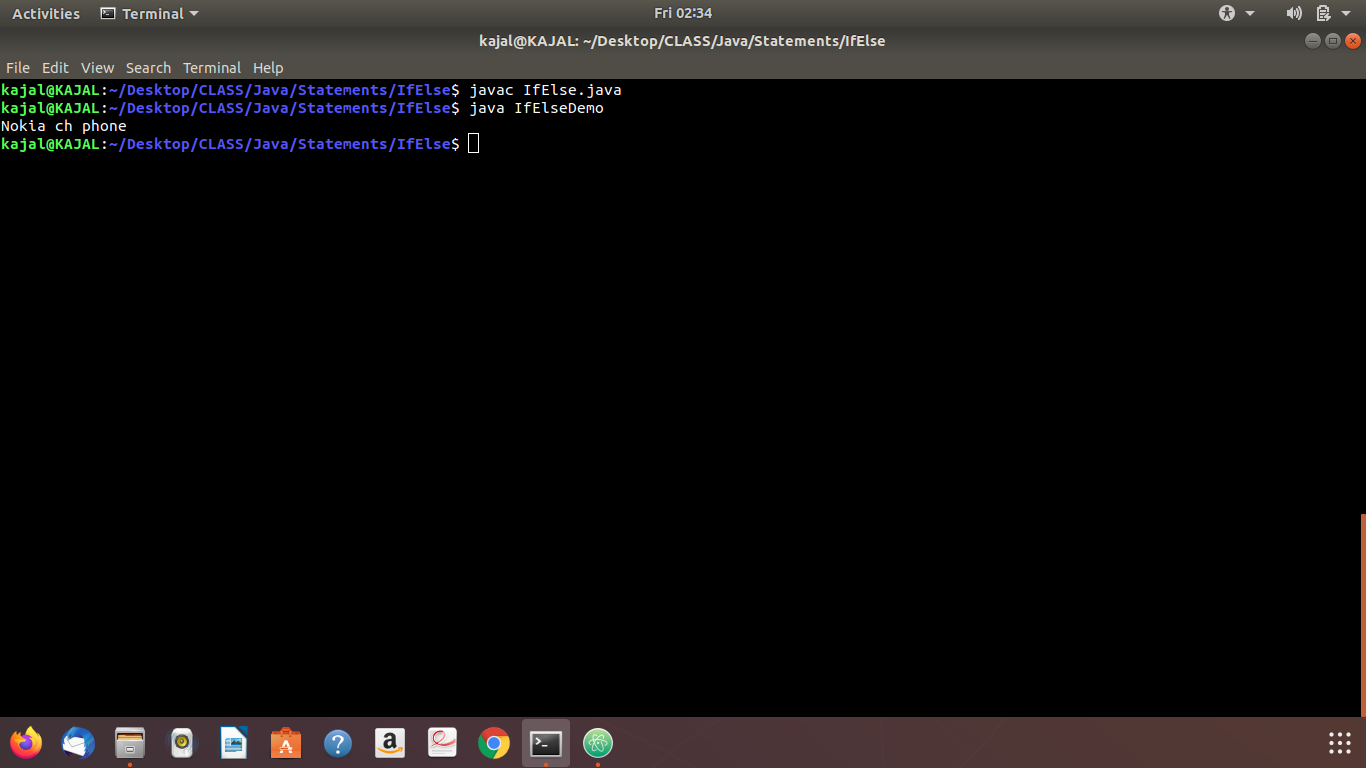 Activities Terminal Fri 02:34
kajal@KAJAL: ~/Desktop/CLASS/Java/Statements/IfElse
File Edit View Search Terminal Help
kajal@KAJAL:~/Desktop/CLASS/Java/Statements/IfElse$ javac IfElse.java
kajal@KAJAL:~/Desktop/CLASS/Java/Statements/IfElse$ java IfElseDemo
Nokia ch phone
kajal@KAJAL:~/Desktop/CLASS/Java/Statements/IfElse$